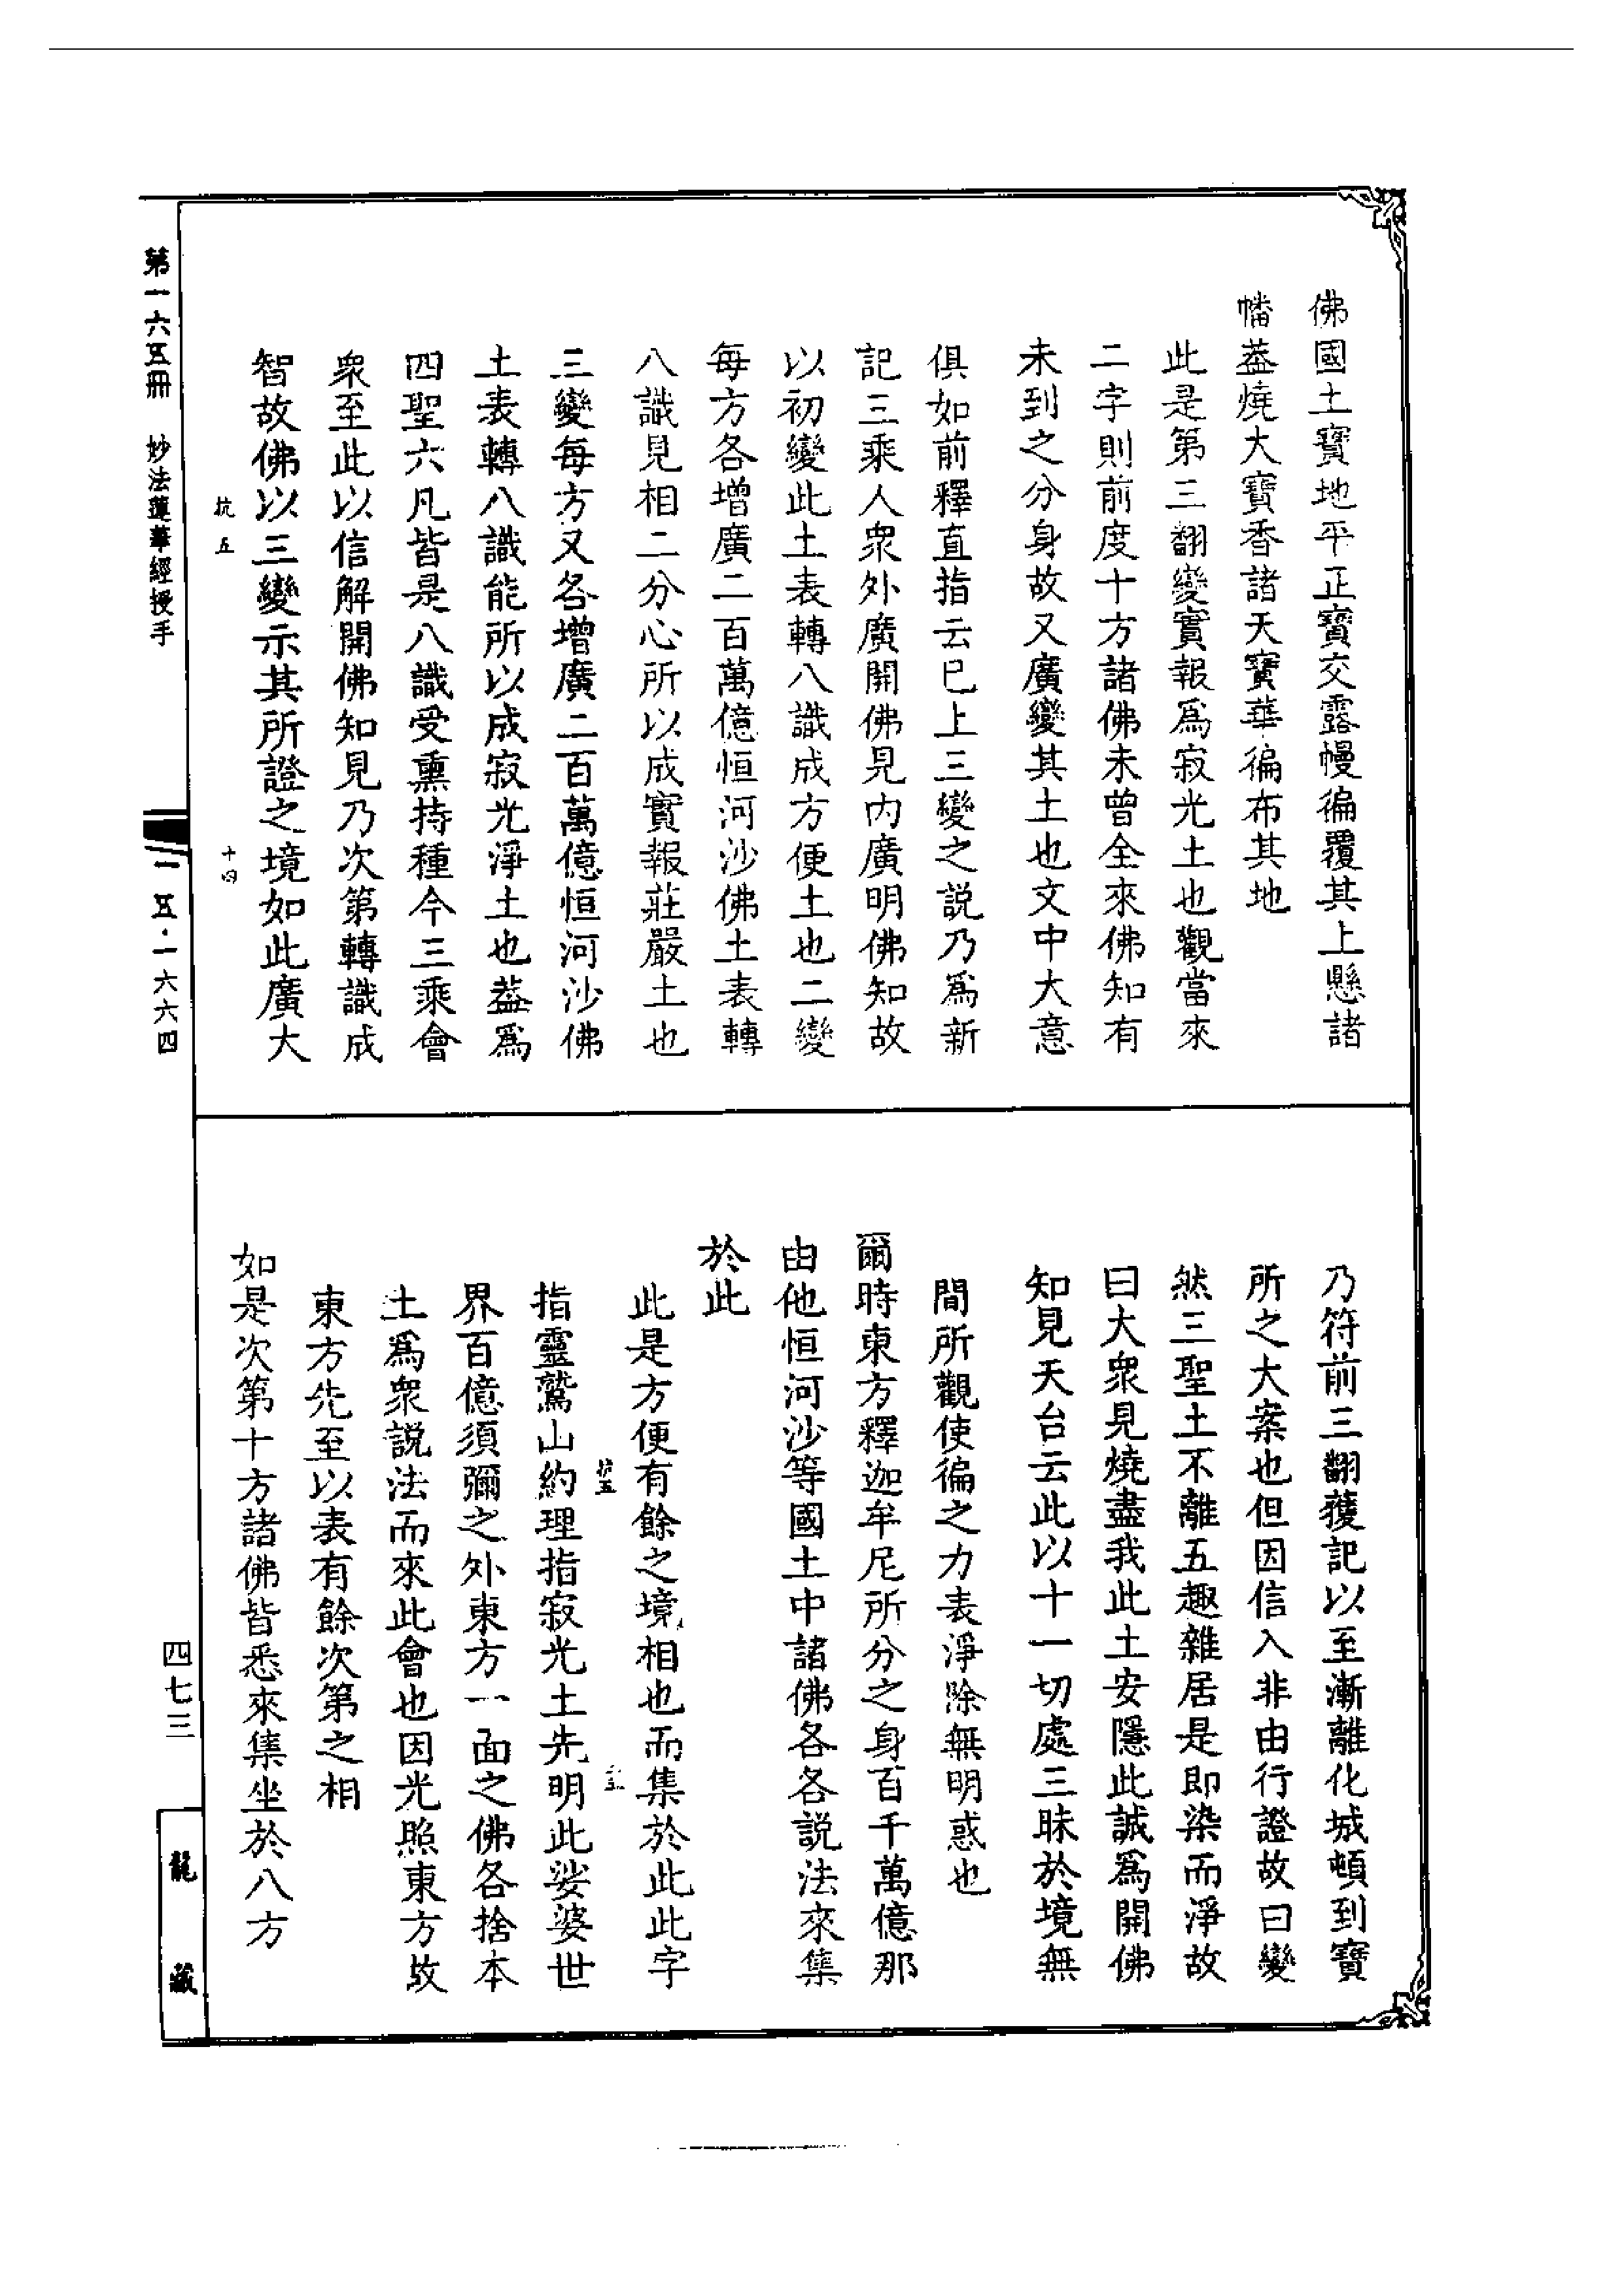 佛國土寶地平正寶交露幔徧覆其上懸諸
幡葢燒大寶香諸天寶華徧布其地
此是第三翻變實報爲寂光土也觀當來
二字則前度十方諸佛未曾全來佛知有
未到之分身故又廣變其土也文中大意
俱如前釋直指云巳上三變之説乃爲新
記三乘人衆外廣開佛見内廣明佛知故
以初變此土表轉八識成方便土也二變
每方各增廣二百萬億恒河沙佛土表轉
八識見相二分心所以成實報莊嚴土也
三變每方又各增廣二百萬億恒河沙佛
土表轉八識能所以成寂光淨土也葢爲
四聖六凡皆是八識受熏持種今三乘會
衆至此以信解開佛知見乃次第轉識成
智故佛以三變示其所證之境如此廣大
杭五 十四
乃符前三翻獲記以至漸離化城頓到寶
所之大案也但因信入非由行證故曰變
然三聖土不離五趣雜居是即染而淨故
曰大衆見燒盡我此土安隱此誠爲開佛
知見天台云此以十一切處三昧於境無
間所觀使徧之力表淨除無明惑也
爾時東方釋迦牟尼所分之身百千萬億那
由他恒河沙等國土中諸佛各各説法來集
於此
此是方便有餘之境相也而集於此此字
杭五
指靈鷲山約理指寂光土先明此娑婆世
界百億須彌之外東方一面之佛各捨本
土爲衆説法而來此會也因光照東方故
東方先至以表有餘次第之相
如是次第十方諸佛皆悉來集坐於八方
第一六五冊 妙法蓮華經授手
一五·一六六四
四七三
龍藏